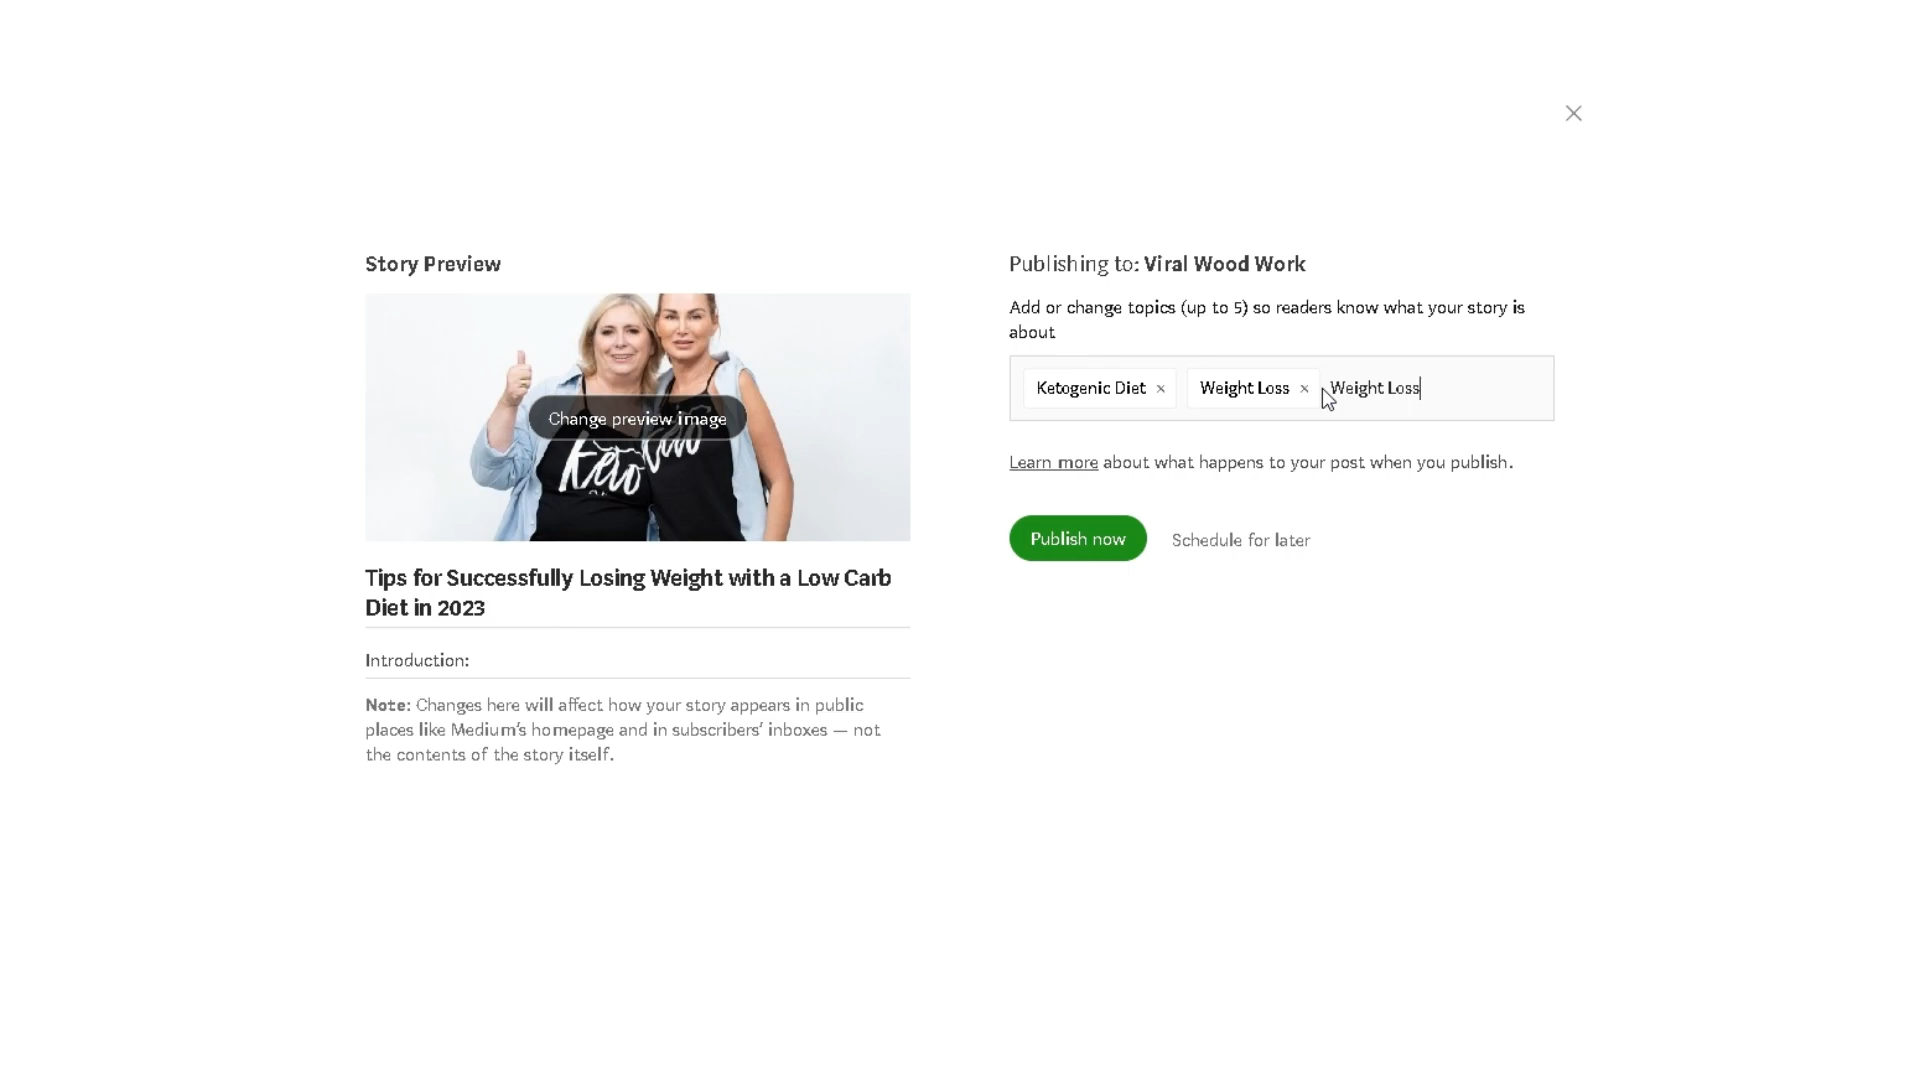 Story Preview
Change preview image
Keto
Keto
Tips for Successfully Losing Weight with a Low Carb
Diet in 2023
Introduction:
Note: Changes here will affect how your story appears in public
places like Medium's homepage and in subscribers' inboxes — not
the contents of the story itself.
Publishing to: Viral Wood Work
Add or change topics (up to 5) so readers know what your story is
about
Ketogenic Diet × Weight Loss × Weight Loss
Learn more about what happens to your post when you publish.
Publish now Schedule for later